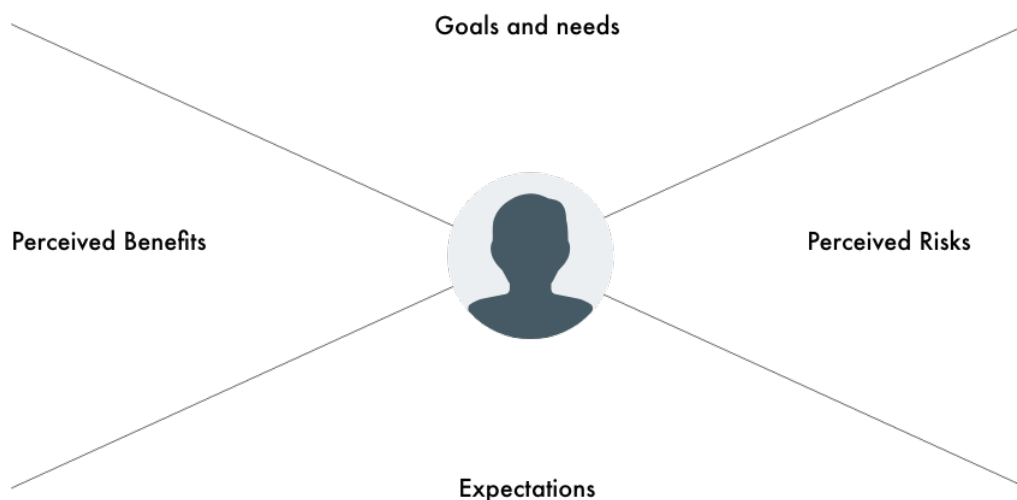 Goals and needs
Perceived Benefits
Perceived Risks
Expectations